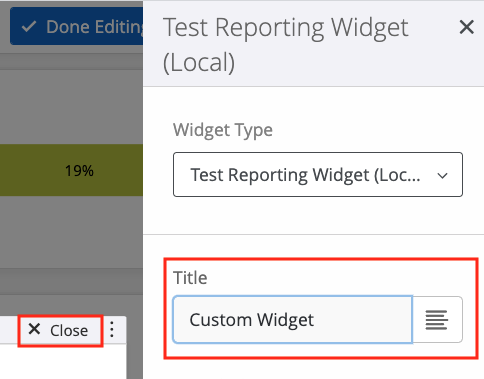 Done Editing
Test Reporting Widget
(Local)
Widget Type
Test Reporting Widget (Loc...
19%
Title
Custom Widget
Close